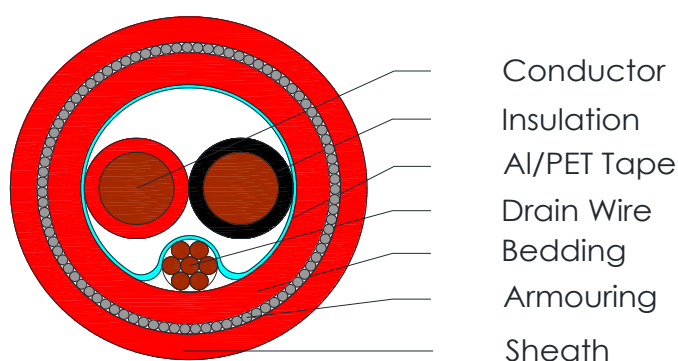 Conductor
Insulation
Al/PET Tape
Drain Wire
Bedding
Armouring
Sheath